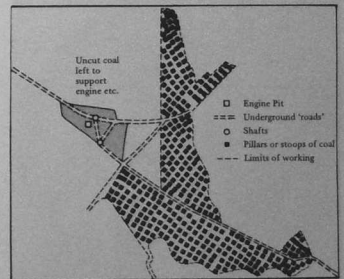 Uncut coal
left to
support
engine etc.
Engine Pit
Underground 'roads'
Shafts
Pillars or stoops of coal
Limits of working